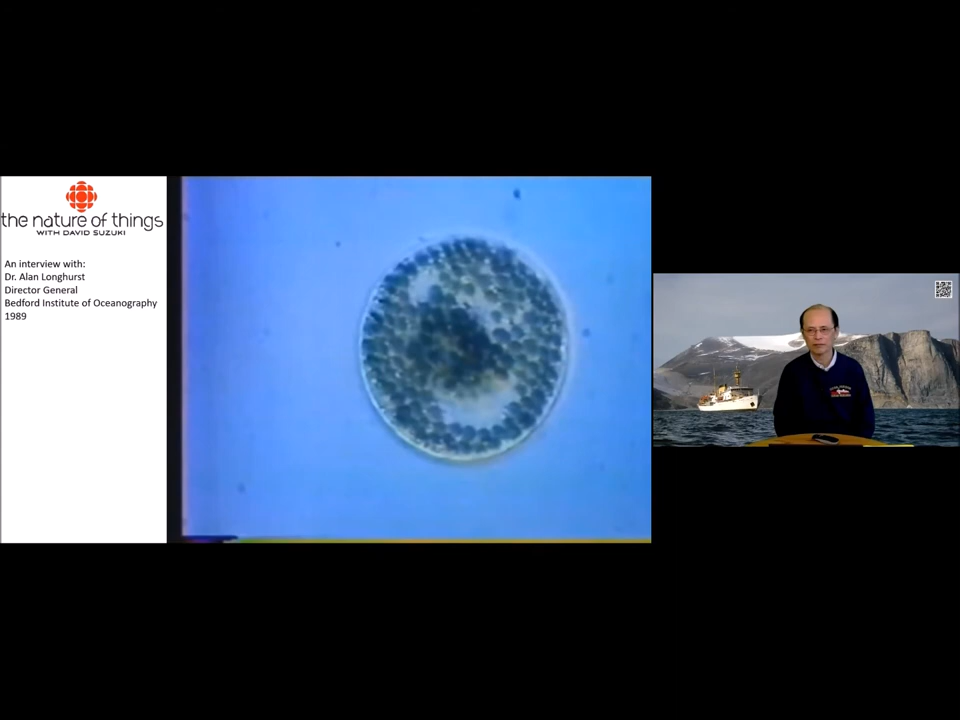 the nature of things
WITH DAVID SUZUKI
An interview with:
Dr. Alan Longhurst
Director General
Bedford Institute of Oceanography
1989